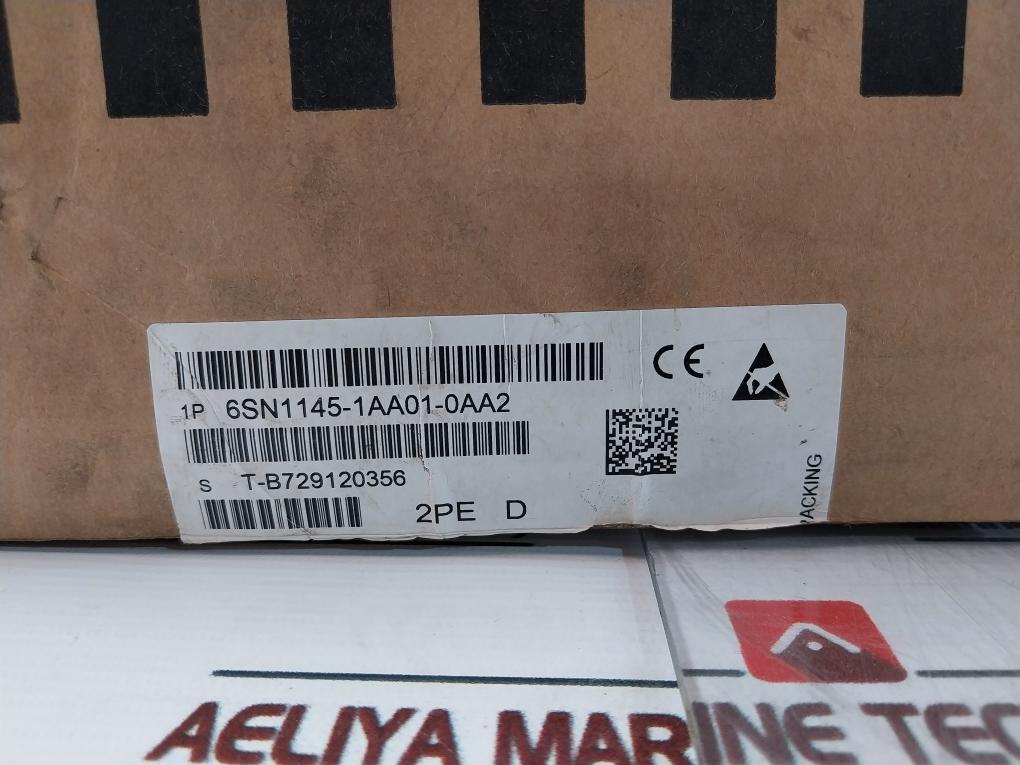 1P 6SN1145-1AA01-0AA2
CE
S T-B729120356
2PE D
PACKING
AELIYA MARINE TEC